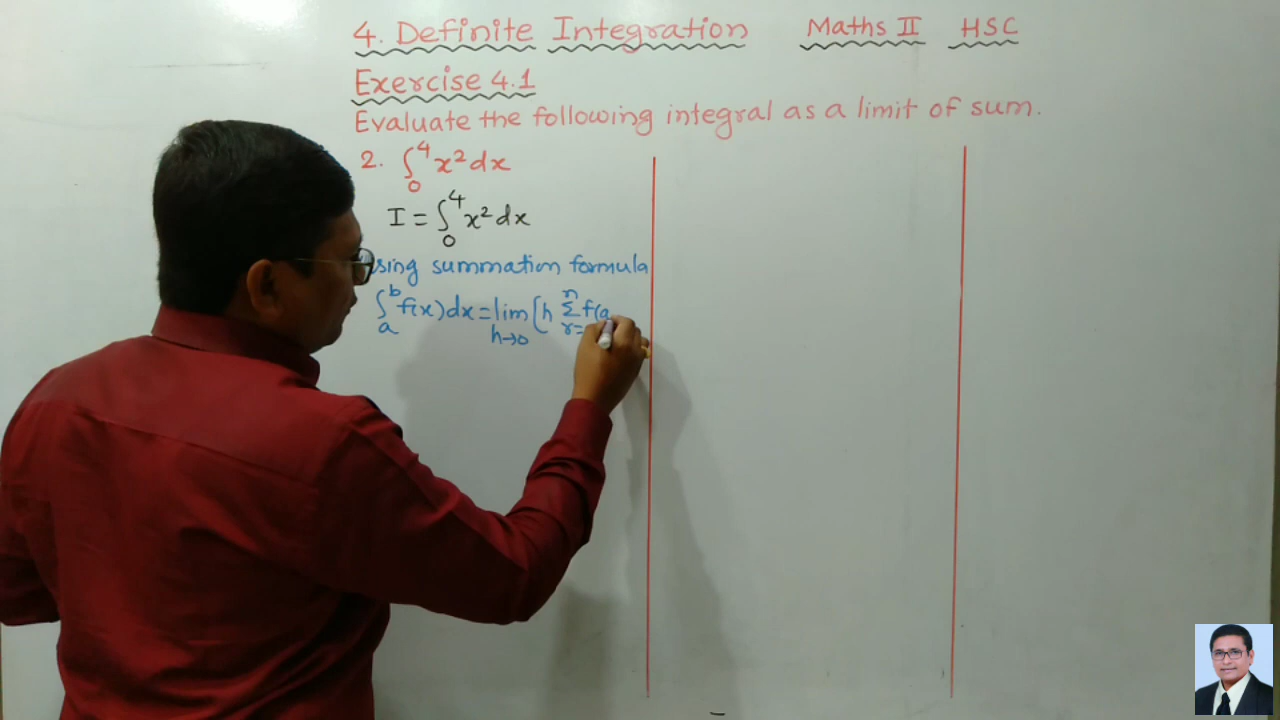 4. Definite Integration Maths II HSC
Exercise 4.1
Evaluate the following integral as a limit of sum.
2. ∫₀⁴ x² dx
I = ∫₀⁴ x² dx
sing summation formula
∫ₐᵇ f(x) dx = lim h→0 [h Σⁿ r= f(a